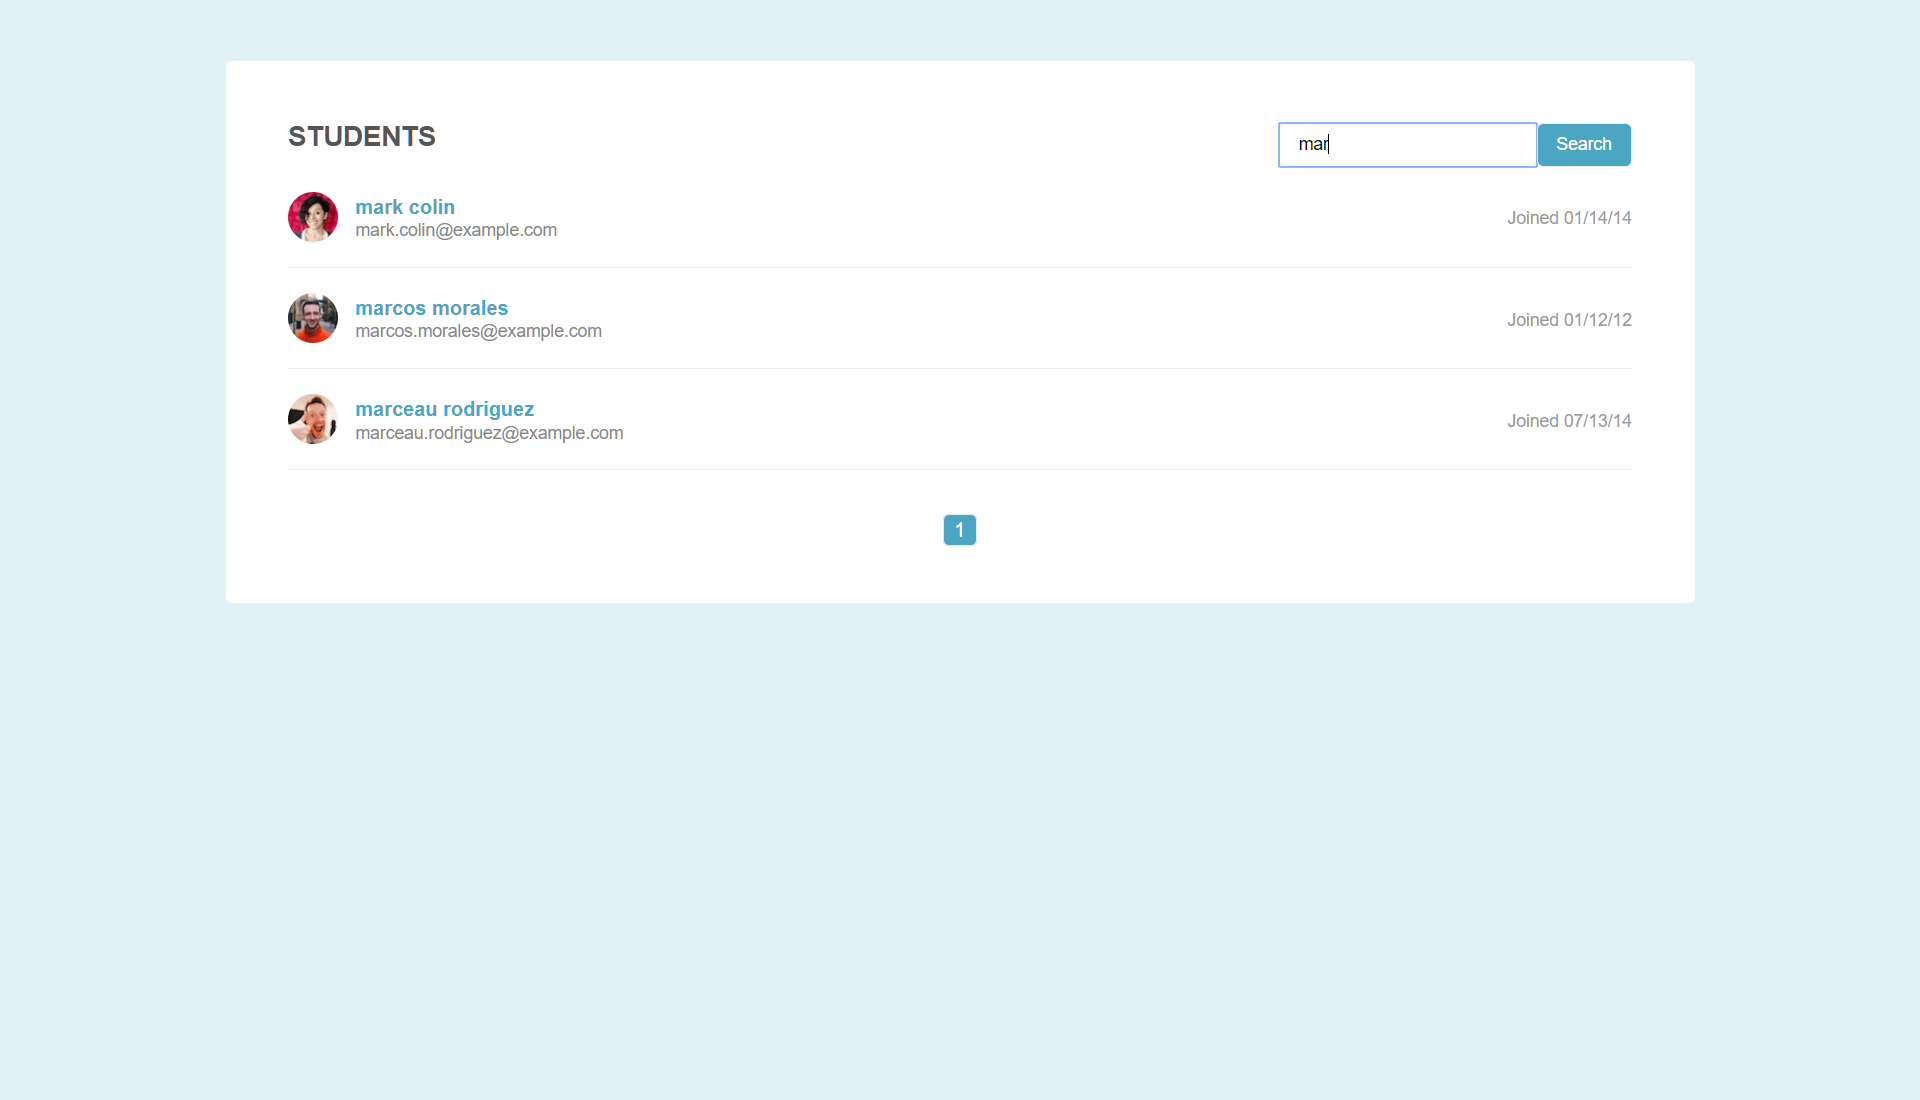 STUDENTS
mar
Search
mark colin
mark.colin@example.com
Joined 01/14/14
marcos morales
marcos.morales@example.com
Joined 01/12/12
marceau rodriguez
marceau.rodriguez@example.com
Joined 07/13/14
1